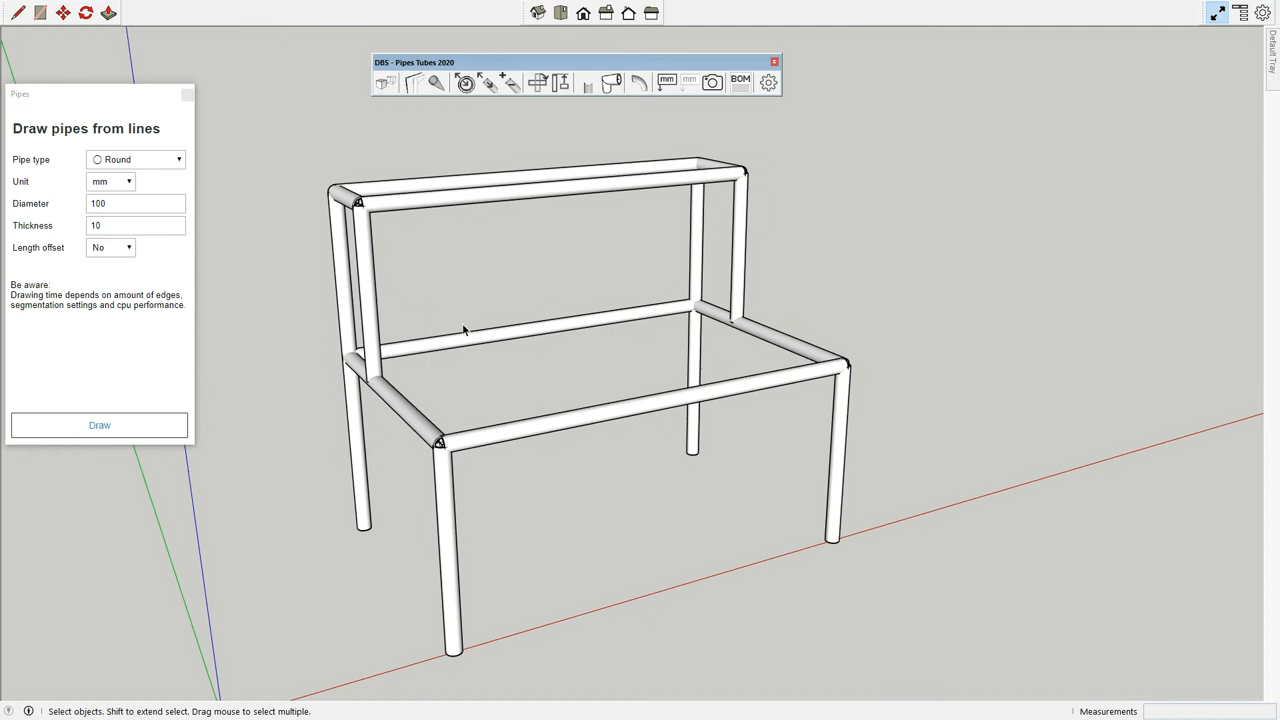 DBS - Pipes Tubes 2020
mm
mm
BOM
Default Tray
Pipes
Draw pipes from lines
Pipe type
Round
Unit
mm
Diameter
100
Thickness
10
Length offset
No
Be aware:
Drawing time depends on amount of edges,
segmentation settings and cpu performance.
Draw
Select objects. Shift to extend select. Drag mouse to select multiple.
Measurements